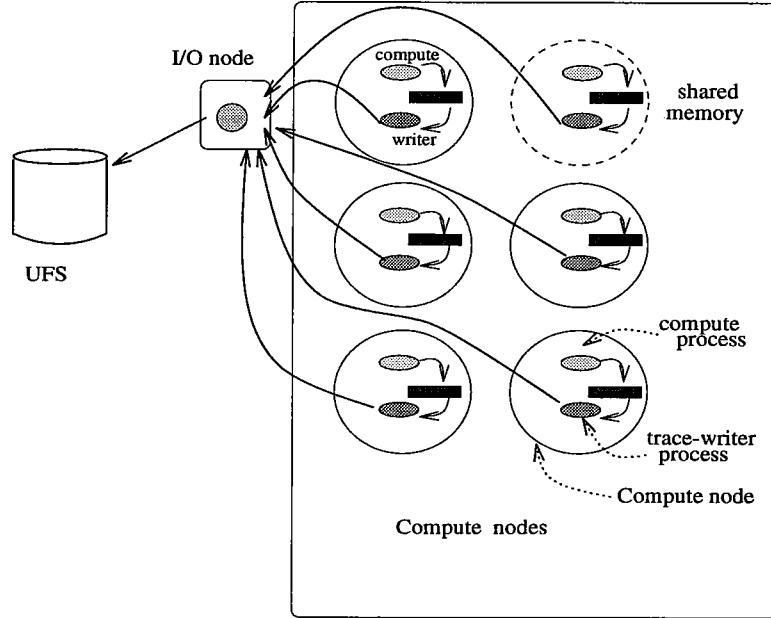 I/O node
compute
writer
shared
memory
UFS
compute
process
trace-writer
process
Compute node
Compute nodes